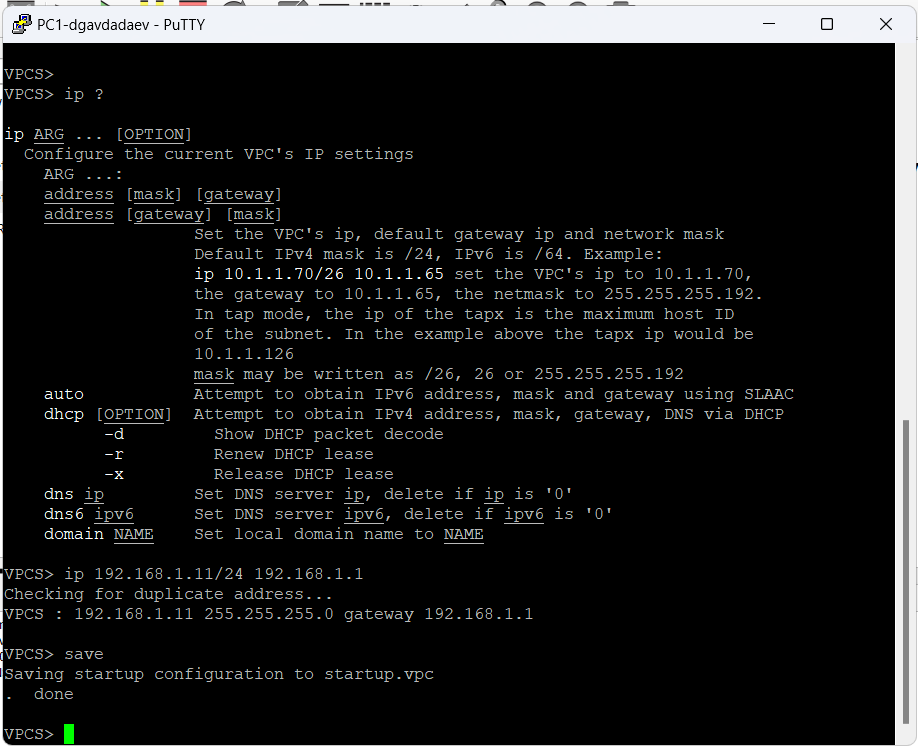 PC1-dgavdadaev - PuTTY
VPCS>
VPCS> ip ?
ip ARG ... [OPTION]
Configure the current VPC's IP settings
ARG ...:
address [mask] [gateway]
address [gateway] [mask]
Set the VPC's ip, default gateway ip and network mask
Default IPv4 mask is /24, IPv6 is /64. Example:
ip 10.1.1.70/26 10.1.1.65 set the VPC's ip to 10.1.1.70,
the gateway to 10.1.1.65, the netmask to 255.255.255.192.
In tap mode, the ip of the tapx is the maximum host ID
of the subnet. In the example above the tapx ip would be
10.1.1.126
mask may be written as /26, 26 or 255.255.255.192
auto Attempt to obtain IPv6 address, mask and gateway using SLAAC
dhcp [OPTION] Attempt to obtain IPv4 address, mask, gateway, DNS via DHCP
-d Show DHCP packet decode
-r Renew DHCP lease
-x Release DHCP lease
dns ip Set DNS server ip, delete if ip is '0'
dns6 ipv6 Set DNS server ipv6, delete if ipv6 is '0'
domain NAME Set local domain name to NAME
VPCS> ip 192.168.1.11/24 192.168.1.1
Checking for duplicate address...
VPCS : 192.168.1.11 255.255.255.0 gateway 192.168.1.1
VPCS> save
Saving startup configuration to startup.vpc
. done
VPCS>